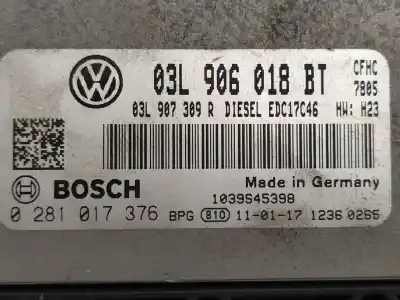 03L 906 018 BT
CFHC
7805
03L 907 309 R DIESEL EDC17C46 HW: H23
BOSCH
Made in Germany
1039S45398
0 281 017 376 BPG 810 11-01-17 1236 0265